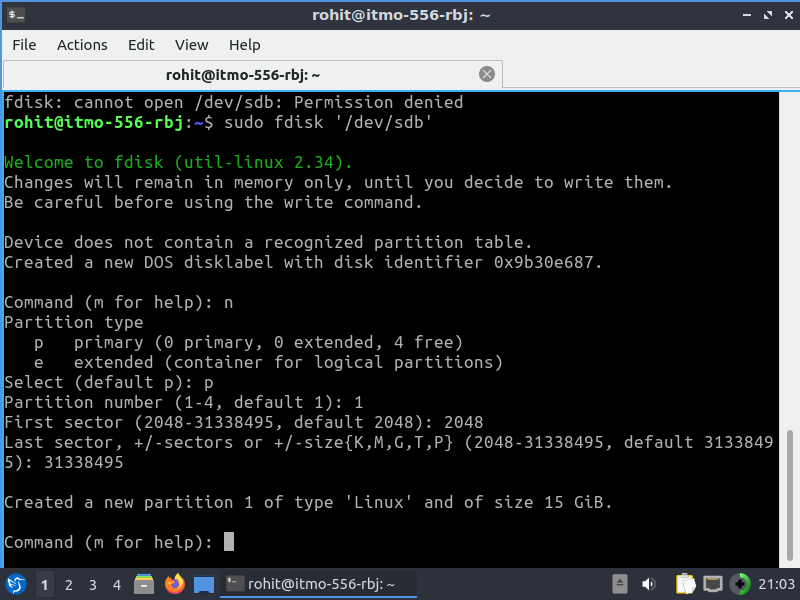 rohit@itmo-556-rbj: ~
File Actions Edit View Help
rohit@itmo-556-rbj: ~
fdisk: cannot open /dev/sdb: Permission denied
rohit@itmo-556-rbj:~$ sudo fdisk '/dev/sdb'
Welcome to fdisk (util-linux 2.34).
Changes will remain in memory only, until you decide to write them.
Be careful before using the write command.
Device does not contain a recognized partition table.
Created a new DOS disklabel with disk identifier 0x9b30e687.
Command (m for help): n
Partition type
   p   primary (0 primary, 0 extended, 4 free)
   e   extended (container for logical partitions)
Select (default p): p
Partition number (1-4, default 1): 1
First sector (2048-31338495, default 2048): 2048
Last sector, +/-sectors or +/-size{K,M,G,T,P} (2048-31338495, default 3133849
5): 31338495
Created a new partition 1 of type 'Linux' and of size 15 GiB.
Command (m for help):
1 2 3 4 rohit@itmo-556-rbj: ~ 21:03